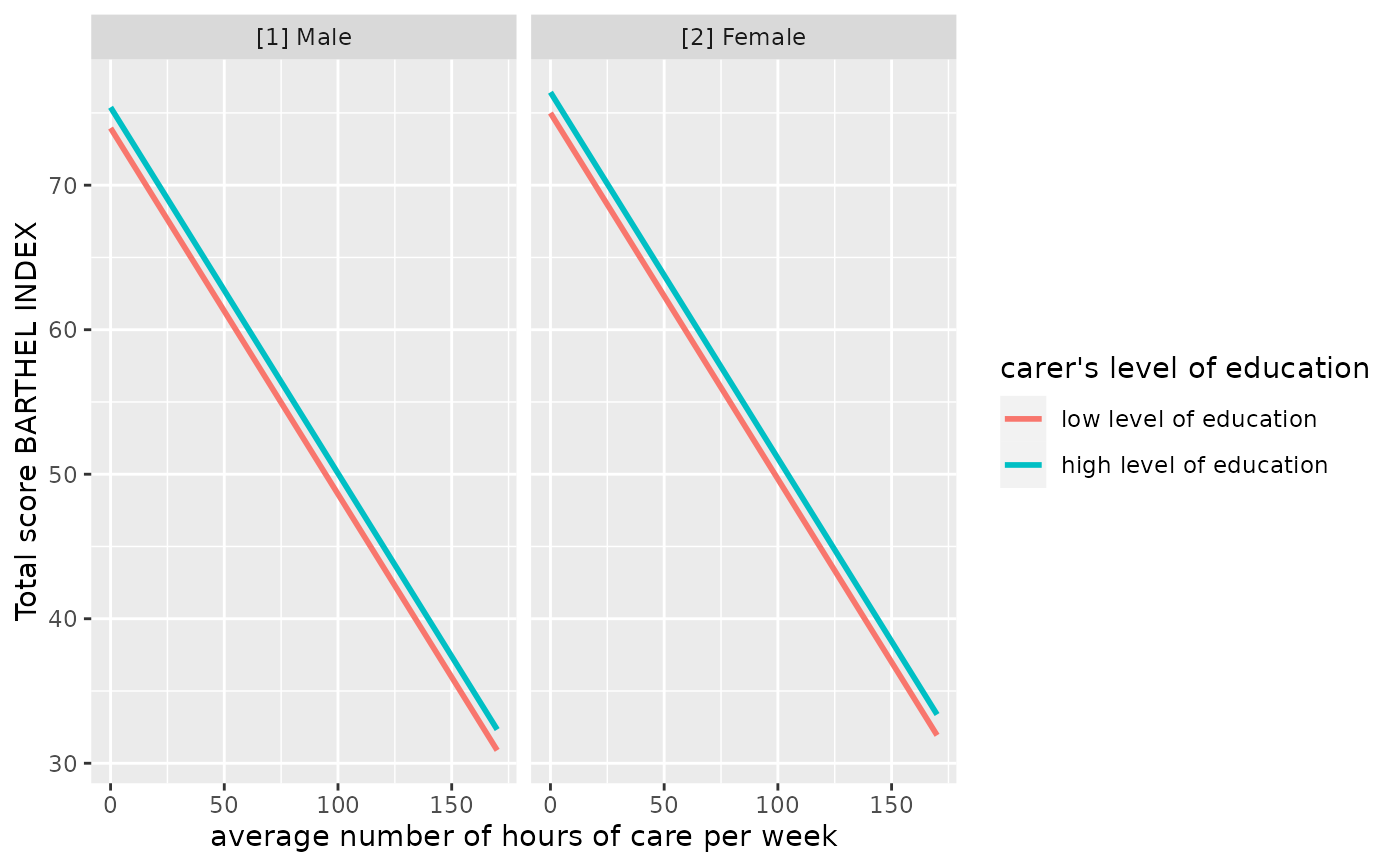 [1] Male
[2] Female
Total score BARTHEL INDEX
70
60
50
40
30
0
50
100
150
0
50
100
150
average number of hours of care per week
carer's level of education
low level of education
high level of education